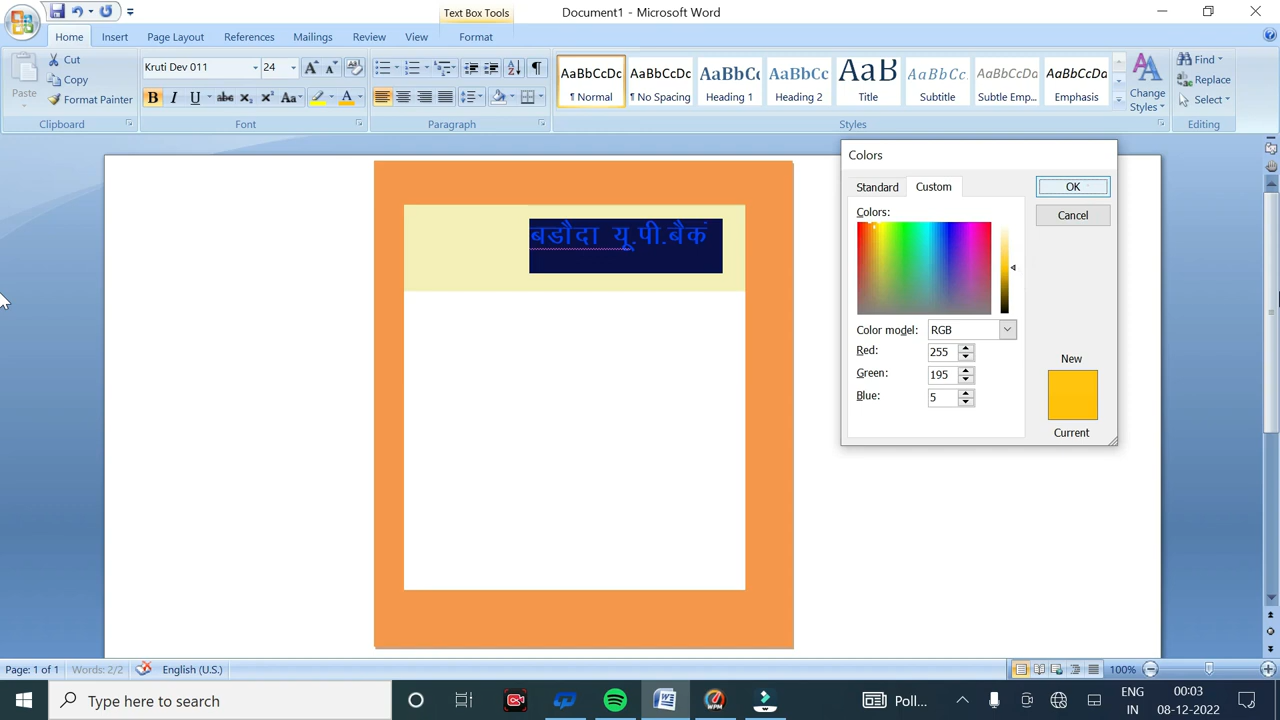 Text Box Tools
Document1 - Microsoft Word
Home
Insert
Page Layout
References
Mailings
Review
View
Format
Paste
Cut
Copy
Format Painter
Clipboard
Kruti Dev 011
24
Font
Paragraph
AaBbCcDc
¶ Normal
AaBbCcDc
¶ No Spacing
AaBbCc
Heading 1
AaBbCc
Heading 2
AaB
Title
AaBbCc.
Subtitle
AaBbCcDa
Subtle Emp...
AaBbCcDc
Emphasis
Change
Styles
Styles
Find
Replace
Select
Editing
बडौदा यू.पी.बैकं
Colors
Standard
Custom
OK
Cancel
Colors:
Color model:
RGB
Red:
255
Green:
195
Blue:
5
New
Current
Page: 1 of 1
Words: 2/2
English (U.S.)
100%
Type here to search
WPM
Poll...
ENG
IN
00:03
08-12-2022